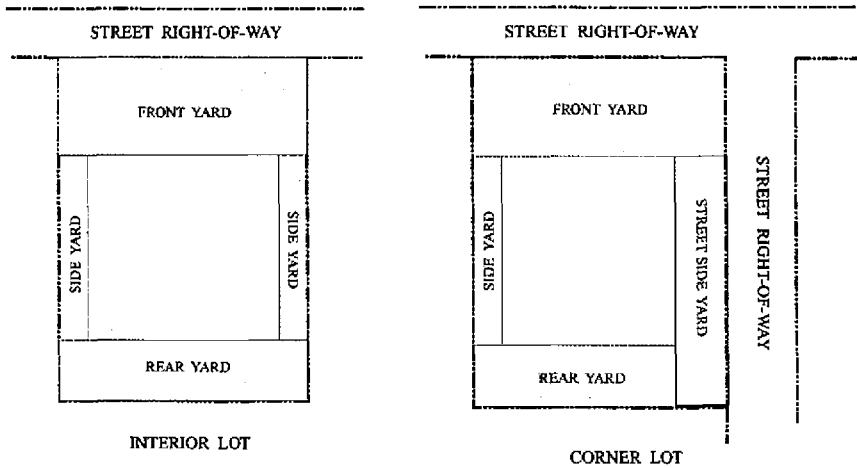 STREET RIGHT-OF-WAY
FRONT YARD
SIDE YARD
SIDE YARD
REAR YARD
INTERIOR LOT
STREET RIGHT-OF-WAY
FRONT YARD
SIDE YARD
STREET SIDE YARD
STREET RIGHT-OF-WAY
REAR YARD
CORNER LOT